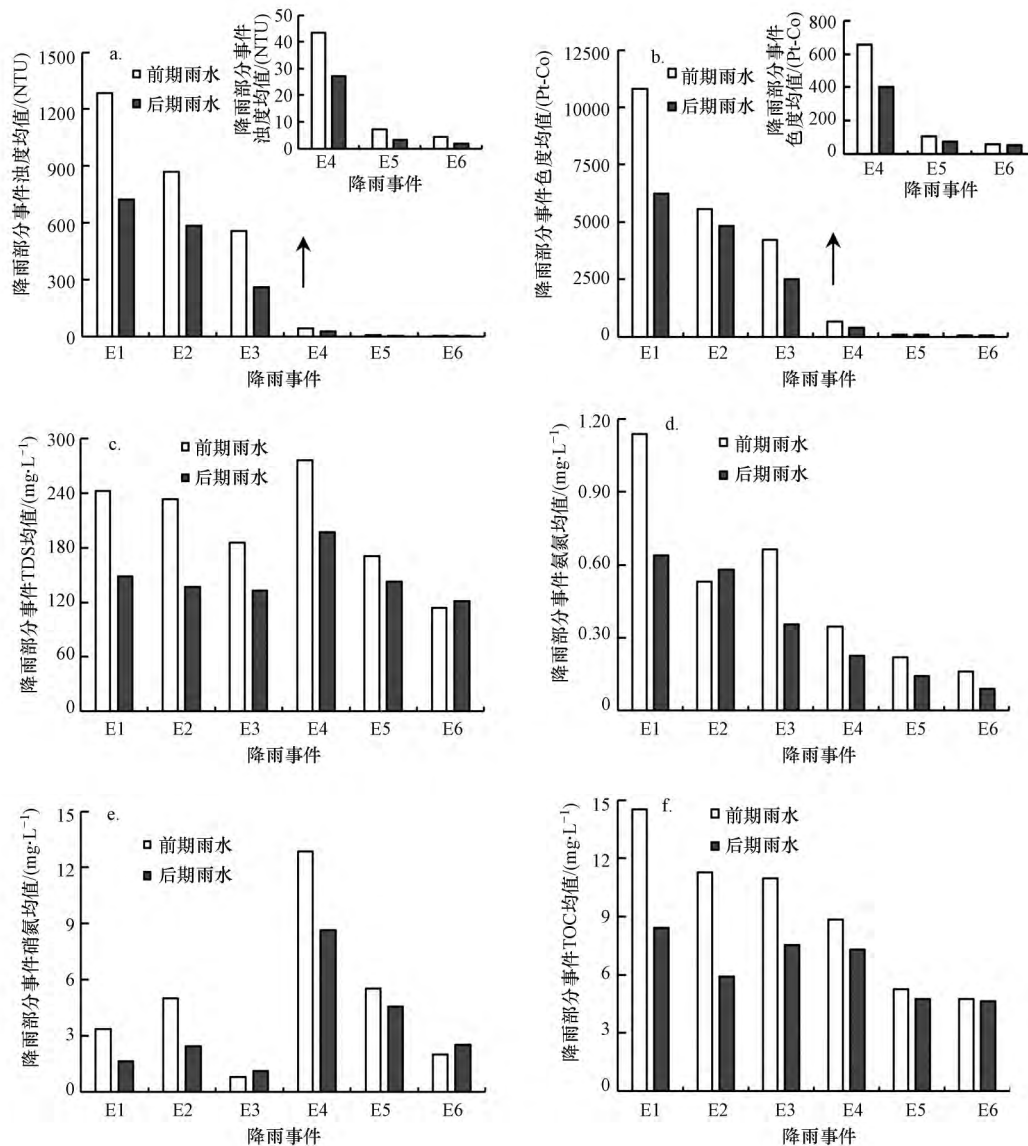 a.
1500
1200
900
600
300
0
降雨部分事件浊度均值/(NTU)
前期雨水
后期雨水
E1
E2
E3
E4
E5
E6
降雨事件
50
40
30
20
10
0
降雨部分事件
浊度均值/(NTU)
E4
E5
E6
降雨事件
b.
12500
10000
7500
5000
2500
0
降雨部分事件色度均值/(Pt-Co)
前期雨水
后期雨水
E1
E2
E3
E4
E5
E6
降雨事件
800
600
400
200
0
降雨部分事件
色度均值/(Pt-Co)
E4
E5
E6
降雨事件
c.
300
240
180
120
60
0
降雨部分事件TDS均值/(mg·L⁻¹)
前期雨水
后期雨水
E1
E2
E3
E4
E5
E6
降雨事件
d.
1.20
0.90
0.60
0.30
0.00
降雨部分事件氨氮均值/(mg·L⁻¹)
前期雨水
后期雨水
E1
E2
E3
E4
E5
E6
降雨事件
e.
15
12
9
6
3
0
降雨部分事件硝氮均值/(mg·L⁻¹)
前期雨水
后期雨水
E1
E2
E3
E4
E5
E6
降雨事件
f.
15
12
9
6
3
0
降雨部分事件TOC均值/(mg·L⁻¹)
前期雨水
后期雨水
E1
E2
E3
E4
E5
E6
降雨事件